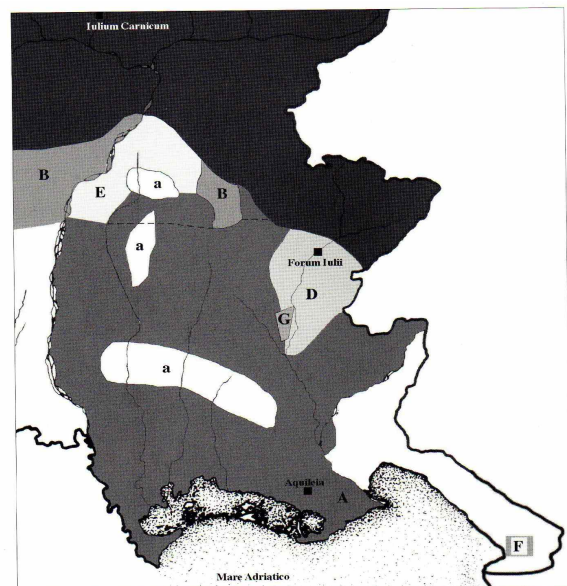 Iulium Carnicum
B
E
a
B
a
Forum Iulii
D
G
a
Aquileia
A
F
Mare Adriatico